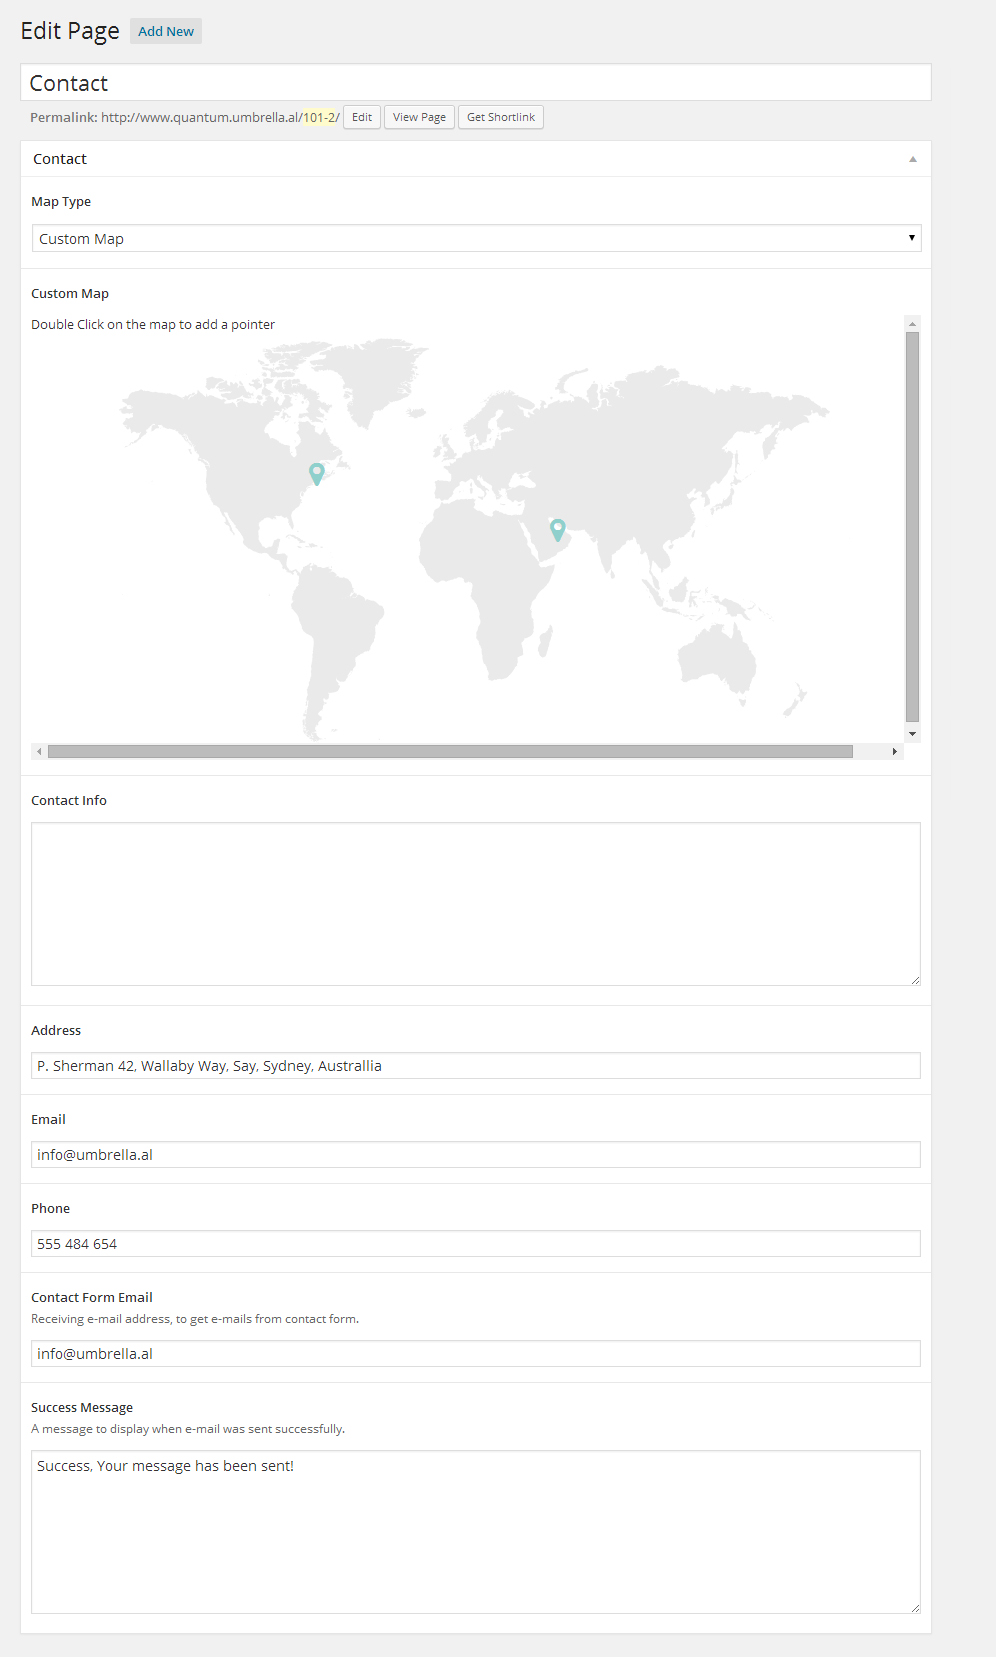 Edit Page Add New
Contact
Permalink: http://www.quantum.umbrella.al/101-2/ Edit View Page Get Shortlink
Contact
Map Type
Custom Map
Custom Map
Double Click on the map to add a pointer
Contact Info
Address
P. Sherman 42, Wallaby Way, Say, Sydney, Australlia
Email
info@umbrella.al
Phone
555 484 654
Contact Form Email
Receiving e-mail address, to get e-mails from contact form.
info@umbrella.al
Success Message
A message to display when e-mail was sent successfully.
Success, Your message has been sent!